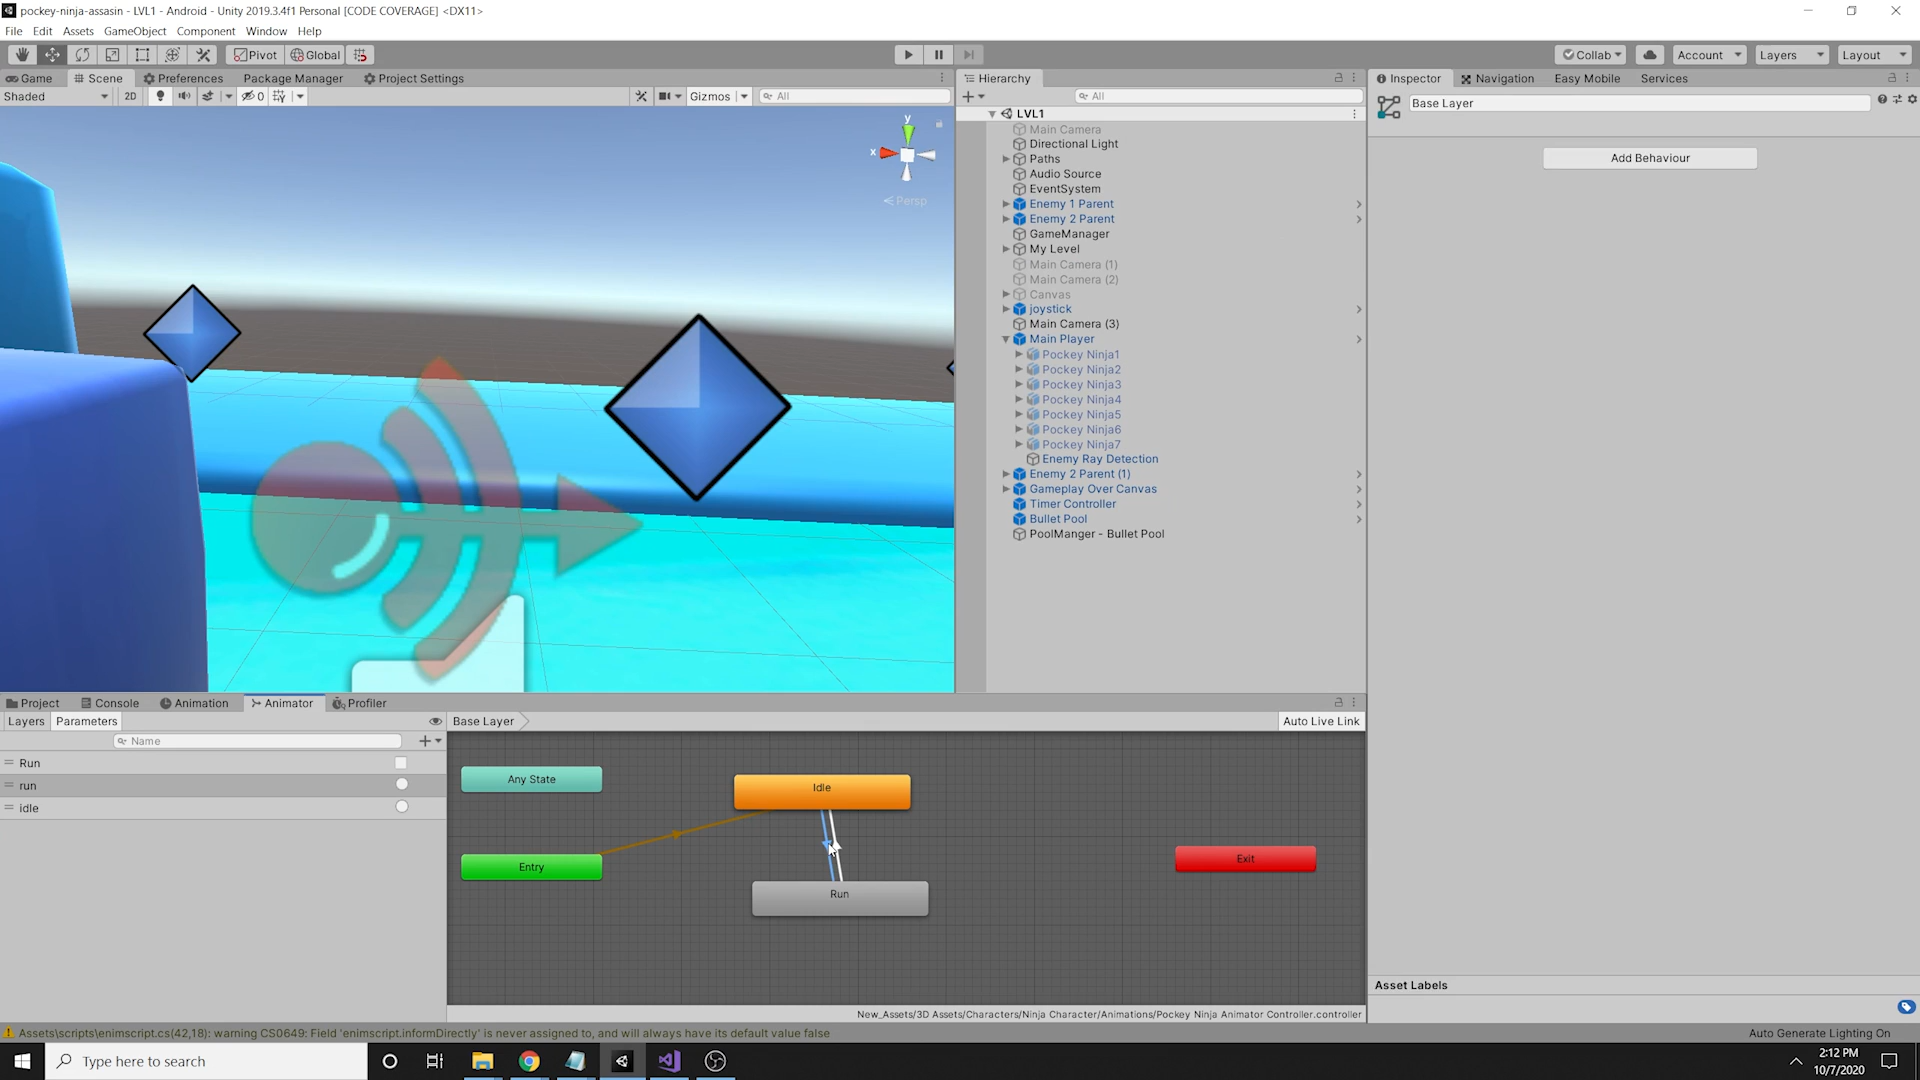 pockey-ninja-assasin - LVL1 - Android - Unity 2019.3.4f1 Personal [CODE COVERAGE] <DX11>
File Edit Assets GameObject Component Window Help
Pivot Global Collab Account Layers Layout
Game Scene Preferences Package Manager Project Settings
Shaded 2D 0 Gizmos All
y
x
Persp
Hierarchy
All
LVL1
Main Camera
Directional Light
Paths
Audio Source
EventSystem
Enemy 1 Parent
Enemy 2 Parent
GameManager
My Level
Main Camera (1)
Main Camera (2)
Canvas
joystick
Main Camera (3)
Main Player
Pockey Ninja1
Pockey Ninja2
Pockey Ninja3
Pockey Ninja4
Pockey Ninja5
Pockey Ninja6
Pockey Ninja7
Enemy Ray Detection
Enemy 2 Parent (1)
Gameplay Over Canvas
Timer Controller
Bullet Pool
PoolManger - Bullet Pool
Inspector Navigation Easy Mobile Services
Base Layer
Add Behaviour
Asset Labels
Project Console Animation Animator Profiler
Layers Parameters Base Layer Auto Live Link
Name
Run
run
idle
Any State
Idle
Entry
Run
Exit
New_Assets/3D Assets/Characters/Ninja Character/Animations/Pockey Ninja Animator Controller.controller
Assets\scripts\enimscript.cs(42,18): warning CS0649: Field 'enimscript.informDirectly' is never assigned to, and will always have its default value false
Auto Generate Lighting On
Type here to search
2:12 PM
10/7/2020